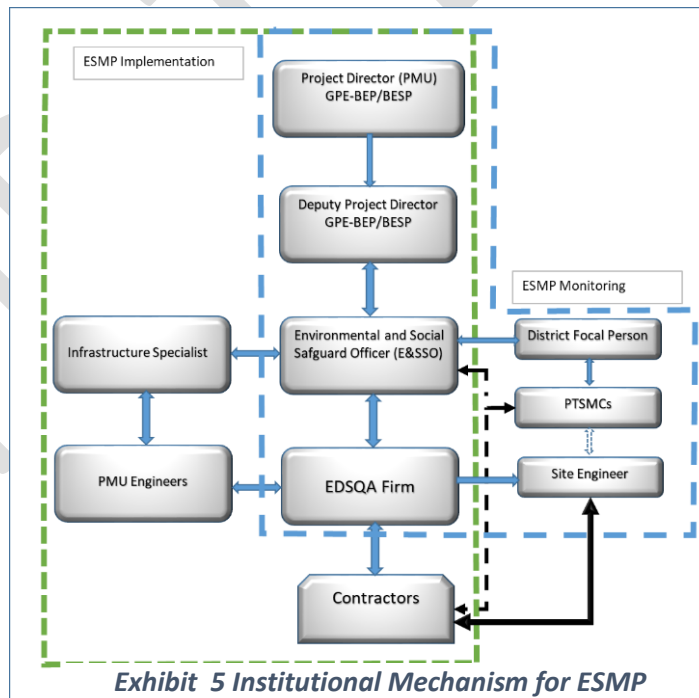 ESMP Implementation
Project Director (PMU)
GPE-BEP/BESP
Deputy Project Director
GPE-BEP/BESP
ESMP Monitoring
Infrastructure Specialist
Environmental and Social
Safguard Officer (E&SSO)
District Focal Person
PTSMCs
PMU Engineers
EDSQA Firm
Site Engineer
Contractors
Exhibit 5 Institutional Mechanism for ESMP